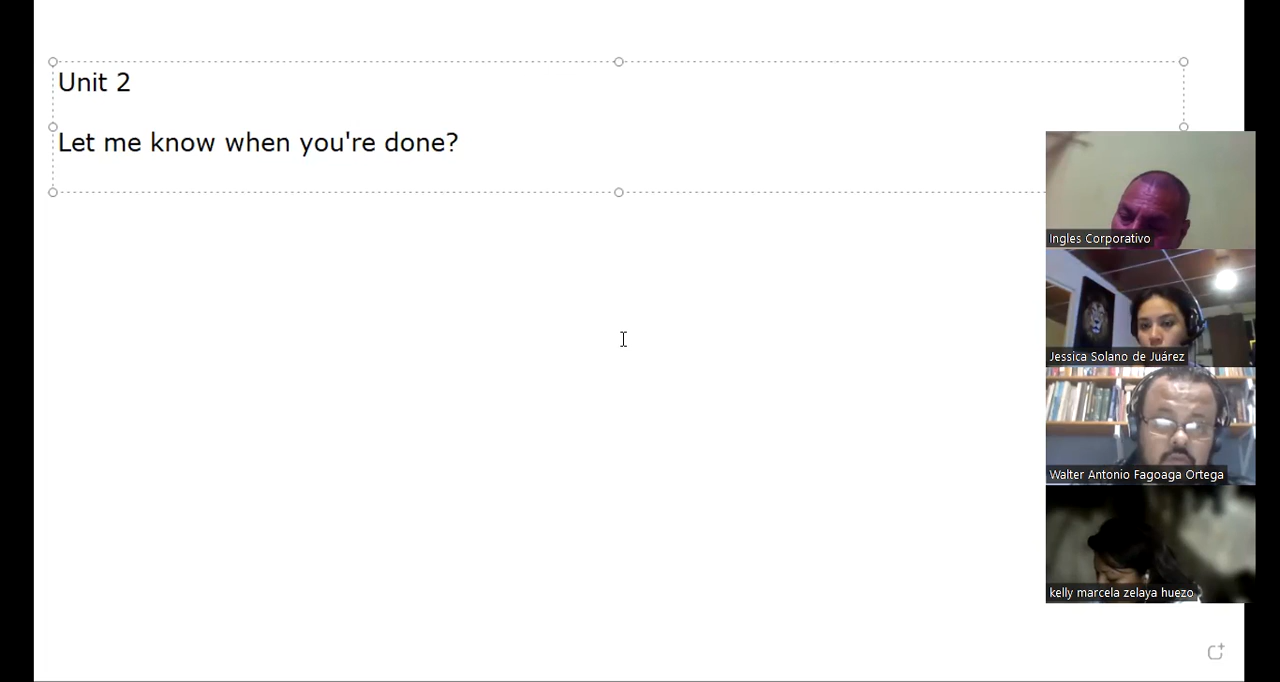 Unit 2
Let me know when you're done?
Ingles Corporativo
Jessica Solano de Juárez
Walter Antonio Fagoaga Ortega
kelly marcela zelaya huezo